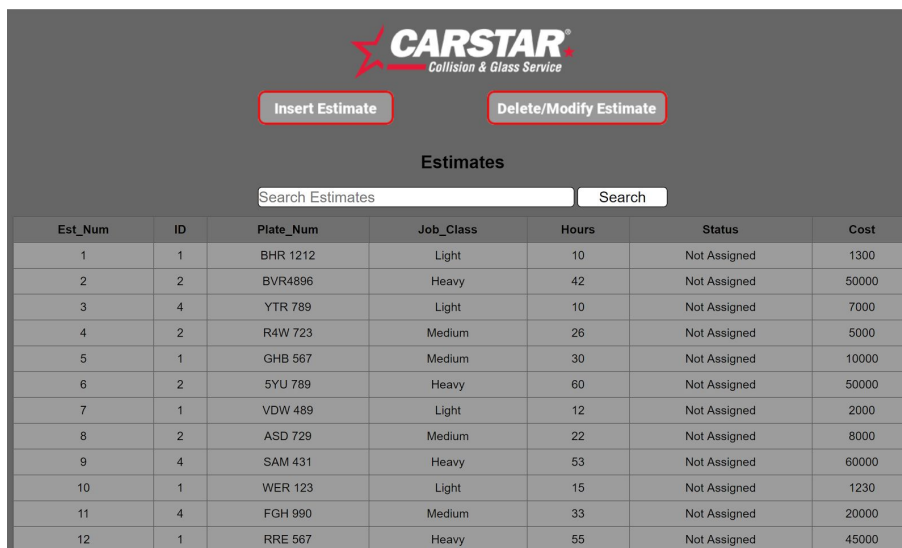 CARSTAR®
Collision & Glass Service
Insert Estimate Delete/Modify Estimate
Estimates
Search Estimates Search
Est_Num ID Plate_Num Job_Class Hours Status Cost
1 1 BHR 1212 Light 10 Not Assigned 1300
2 2 BVR4896 Heavy 42 Not Assigned 50000
3 4 YTR 789 Light 10 Not Assigned 7000
4 2 R4W 723 Medium 26 Not Assigned 5000
5 1 GHB 567 Medium 30 Not Assigned 10000
6 2 5YU 789 Heavy 60 Not Assigned 50000
7 1 VDW 489 Light 12 Not Assigned 2000
8 2 ASD 729 Medium 22 Not Assigned 8000
9 4 SAM 431 Heavy 53 Not Assigned 60000
10 1 WER 123 Light 15 Not Assigned 1230
11 4 FGH 990 Medium 33 Not Assigned 20000
12 1 RRE 567 Heavy 55 Not Assigned 45000